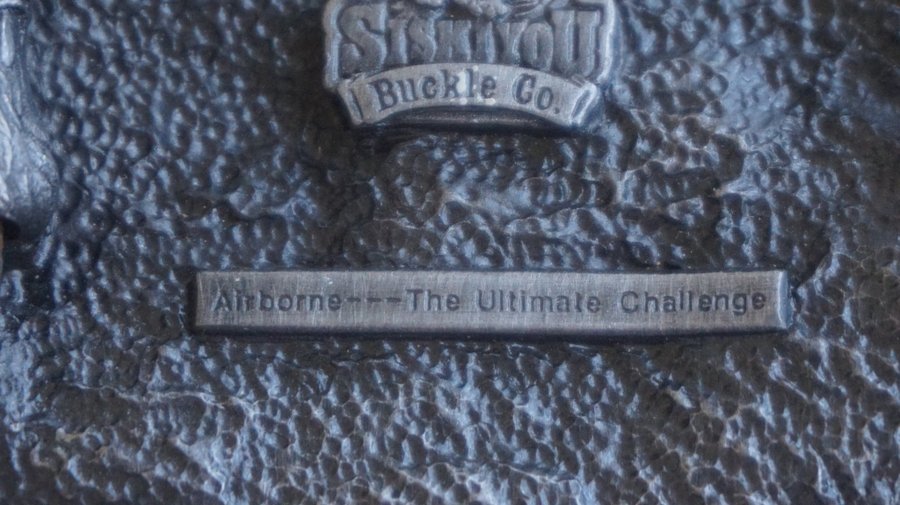 SISKIYOU
Buckle Co.
Airborne---The Ultimate Challenge